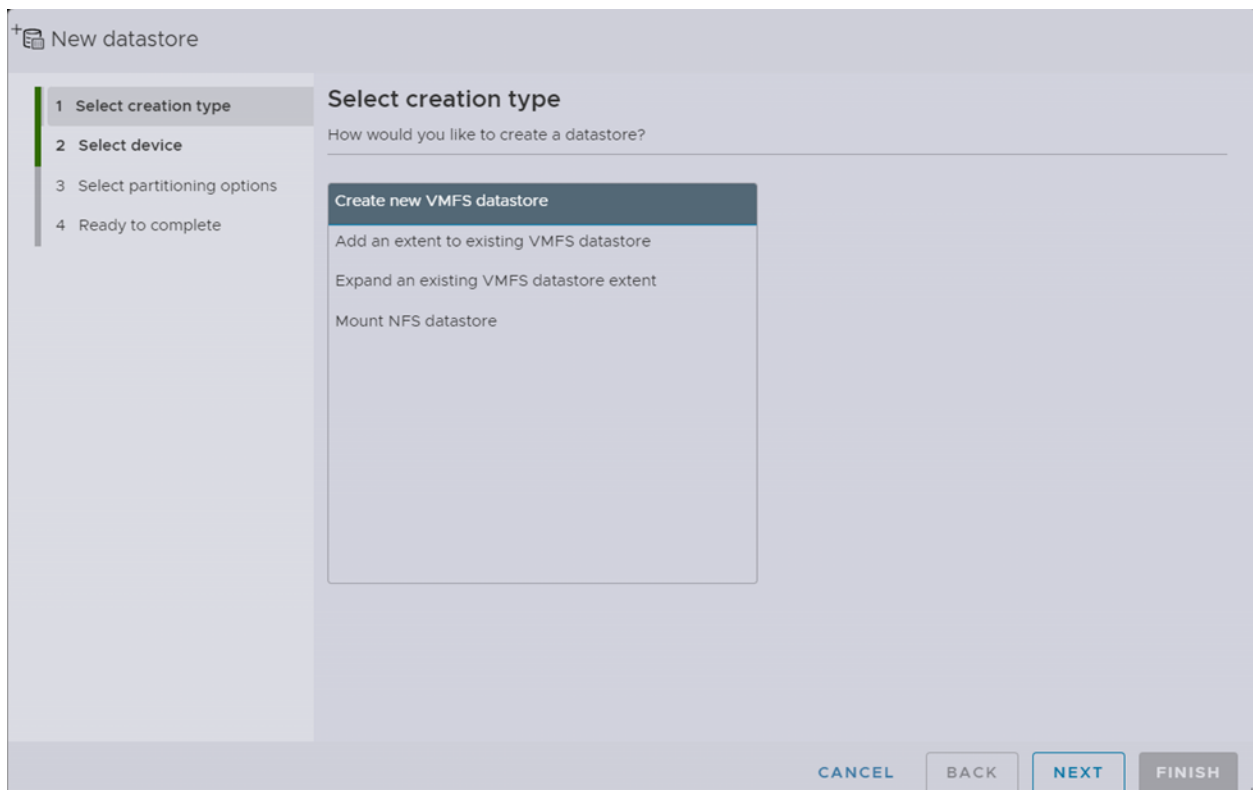 New datastore
1 Select creation type
2 Select device
3 Select partitioning options
4 Ready to complete
Select creation type
How would you like to create a datastore?
Create new VMFS datastore
Add an extent to existing VMFS datastore
Expand an existing VMFS datastore extent
Mount NFS datastore
CANCEL BACK NEXT FINISH